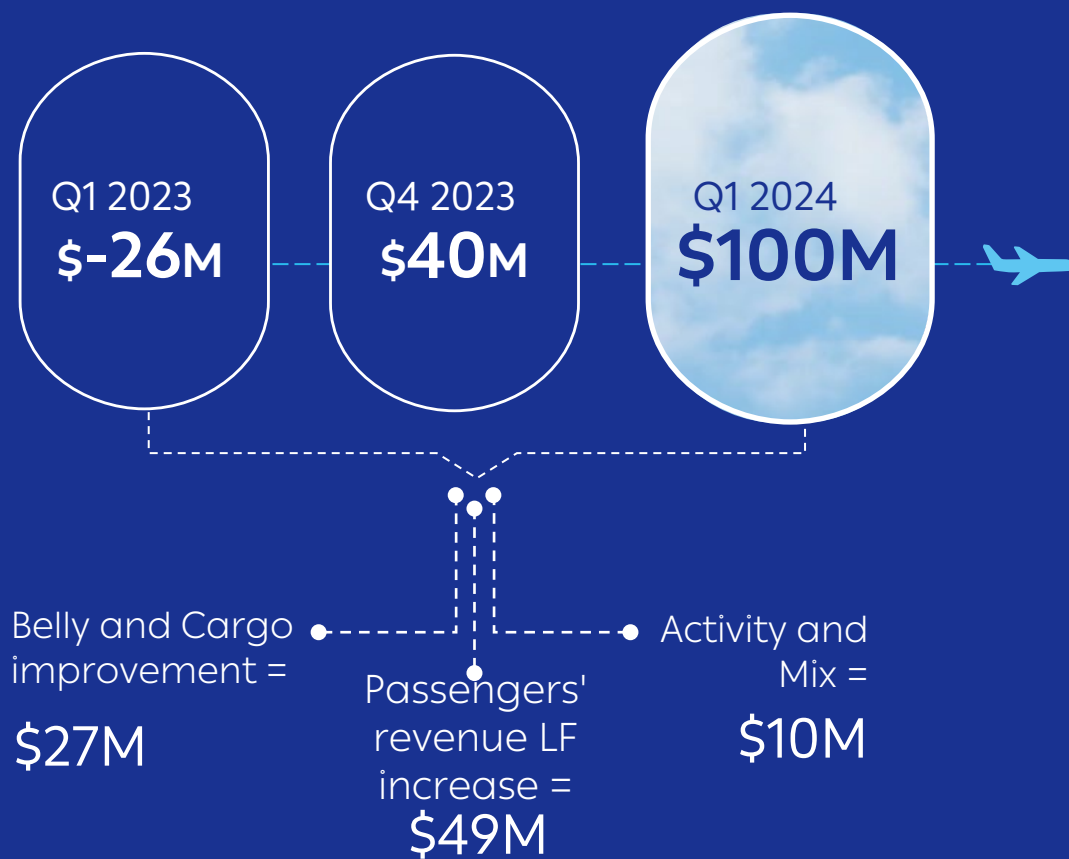 Q1 2023
$-26M
Q4 2023
$40M
Q1 2024
$100M
Belly and Cargo
improvement =
$27M
Passengers'
revenue LF
increase =
$49M
Activity and
Mix =
$10M